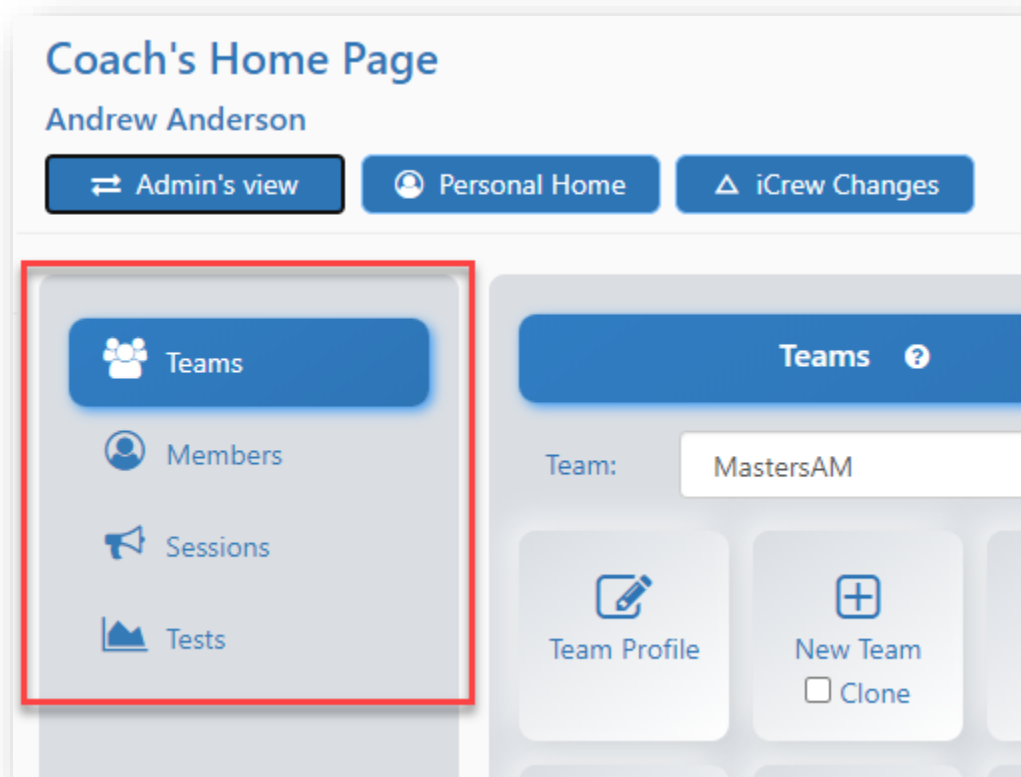 Coach's Home Page
Andrew Anderson
Admin's view
Personal Home
iCrew Changes
Teams
Members
Sessions
Tests
Teams ?
Team: MastersAM
Team Profile
New Team
Clone